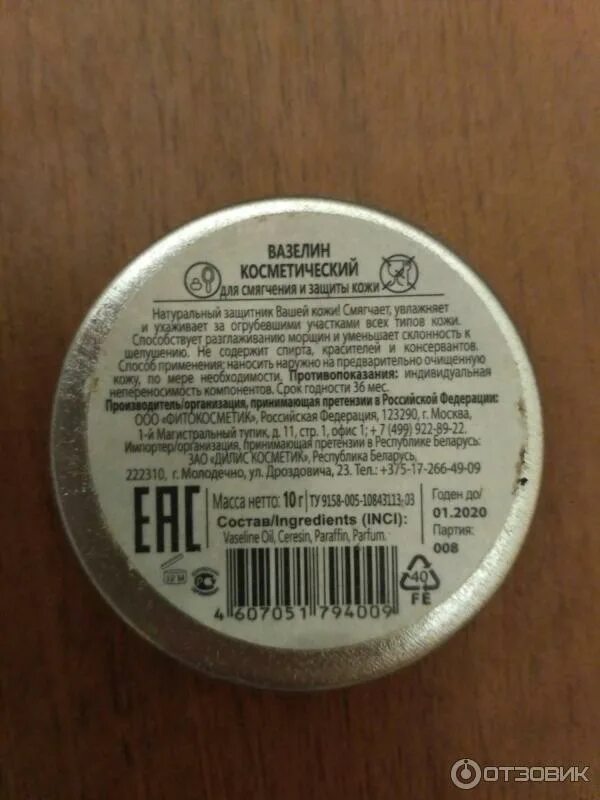 ВАЗЕЛИН
КОСМЕТИЧЕСКИЙ
для смягчения и защиты кожи
Натуральный защитник Вашей кожи! Смягчает, увлажняет
и ухаживает за огрубевшими участками всех типов кожи.
Способствует разглаживанию морщин и уменьшает склонность к
шелушению. Не содержит спирта, красителей и консервантов.
Способ применения: наносить наружно на предварительно очищенную
кожу, по мере необходимости. Противопоказания: индивидуальная
непереносимость компонентов. Срок годности 36 мес.
Производитель/организация, принимающая претензии в Российской Федерации:
ООО «ФИТОКОСМЕТИК», Российская Федерация, 123290, г. Москва,
1-й Магистральный тупик, д. 11, стр. 1, офис 1; + 7 (499) 922-89-22.
Импортер/организация, принимающая претензии в Республике Беларусь:
ЗАО «ДИЛИС КОСМЕТИК», Республика Беларусь,
222310, г. Молодечно, ул. Дроздовича, 23. Тел.: +375-17-266-49-09
EAC
Масса нетто: 10 г
ТУ 9158-005-10843113-03
Годен до/
01.2020
Партия:
008
Состав/Ingredients (INCI):
Vaseline Oil, Ceresin, Paraffin, Parfum.
12 M
40
FE
4 607051 794009
ОТЗОВИК